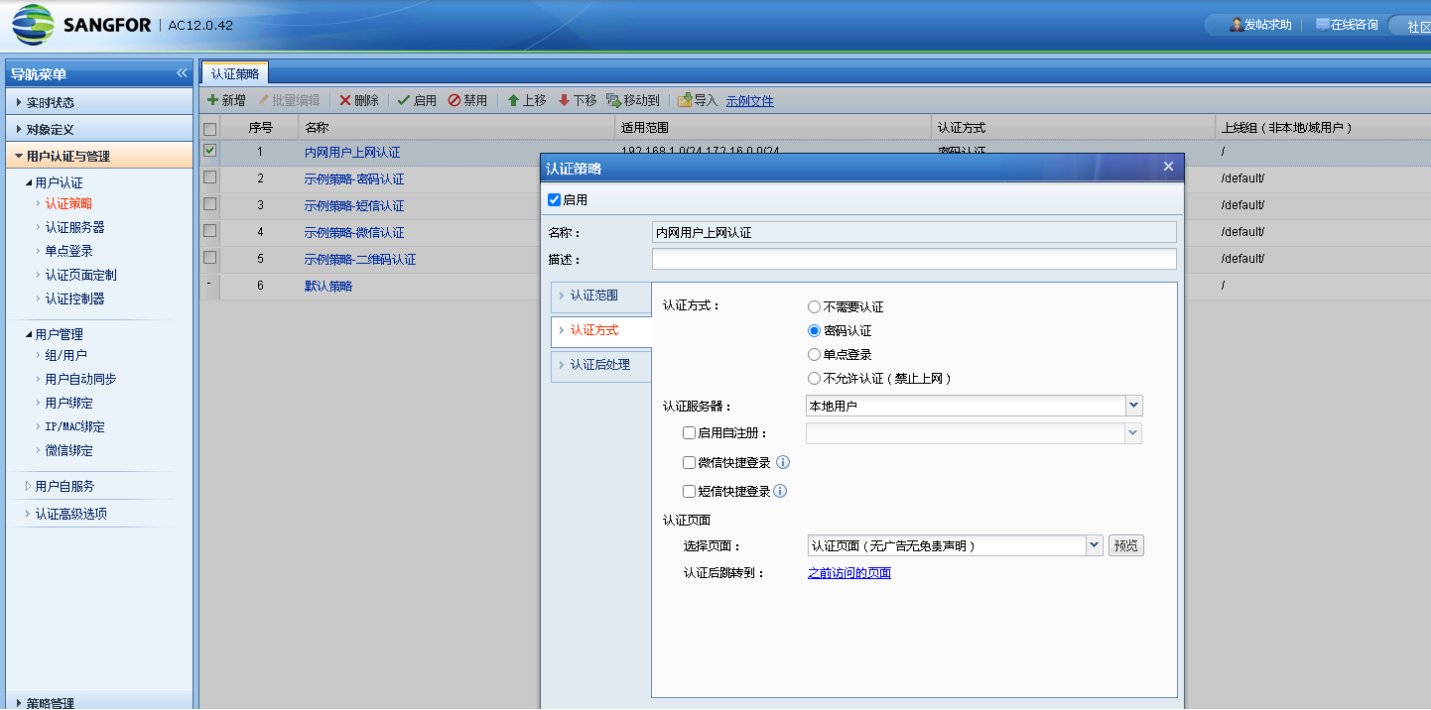 SANGFOR | AC12.0.42
发帖求助 在线咨询 社区
导航菜单
实时状态
对象定义
用户认证与管理
用户认证
认证策略
认证服务器
单点登录
认证页面定制
认证控制器
用户管理
组/用户
用户自动同步
用户绑定
IP/MAC绑定
微信绑定
用户自服务
认证高级选项
策略管理
认证策略
新增 批里编辑 删除 启用 禁用 上移 下移 移动到 导入 示例文件
序号 名称 适用范围 认证方式 上线组（非本地/域用户）
1 内网用户上网认证 192.168.1.0/24,172.16.0.0/24 密码认证 /
2 示例策略-密码认证 /default/
3 示例策略-短信认证 /default/
4 示例策略-微信认证 /default/
5 示例策略-二维码认证 /default/
- 6 默认策略 /
认证策略
启用
名称： 内网用户上网认证
描述：
认证范围
认证方式
认证后处理
认证方式： 不需要认证
密码认证
单点登录
不允许认证（禁止上网）
认证服务器： 本地用户
启用自注册：
微信快捷登录
短信快捷登录
认证页面
选择页面： 认证页面（无广告无免责声明） 预览
认证后跳转到： 之前访问的页面